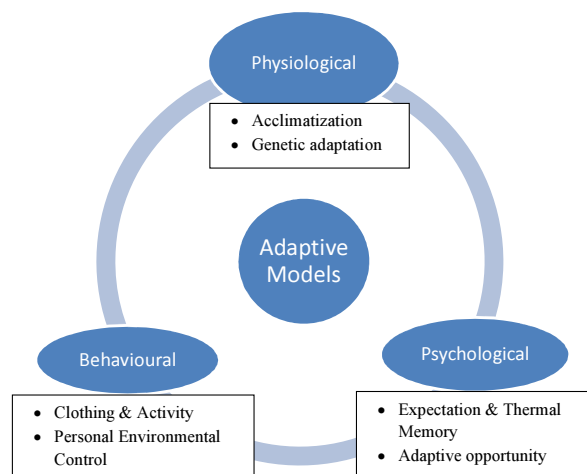 Physiological
• Acclimatization
• Genetic adaptation
Adaptive
Models
Behavioural
• Clothing & Activity
• Personal Environmental
Control
Psychological
• Expectation & Thermal
Memory
• Adaptive opportunity